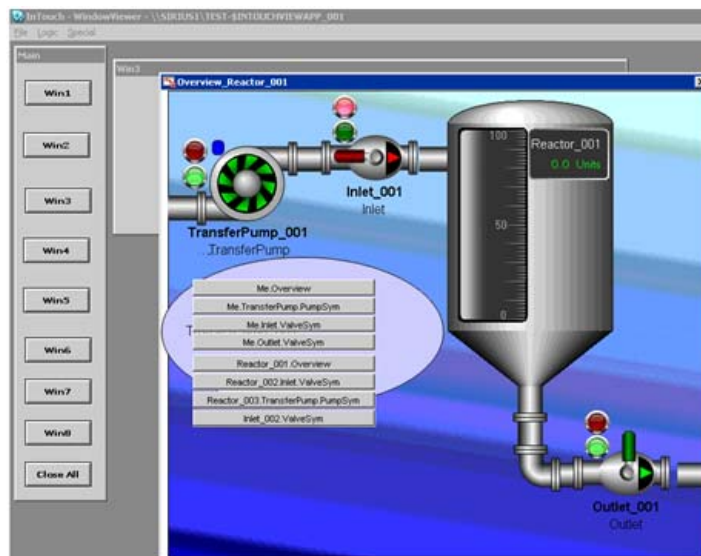 InTouch - WindowViewer - \\SIRIUS1\TEST-$INTOUCHVIEWAPP_001
File Logic Special
Main
Win1
Win2
Win3
Win4
Win5
Win6
Win7
Win8
Close All
Win3
Overview_Reactor_001
100
50
0
Reactor_001
0.0 Units
Inlet_001
Inlet
TransferPump_001
...TransferPump
Me.Overview
Me.TransferPump.PumpSym
Me.Inlet.ValveSym
Me.Outlet.ValveSym
Reactor_001.Overview
Reactor_002.Inlet.ValveSym
Reactor_003.TransferPump.PumpSym
Inlet_002.ValveSym
Outlet_001
Outlet